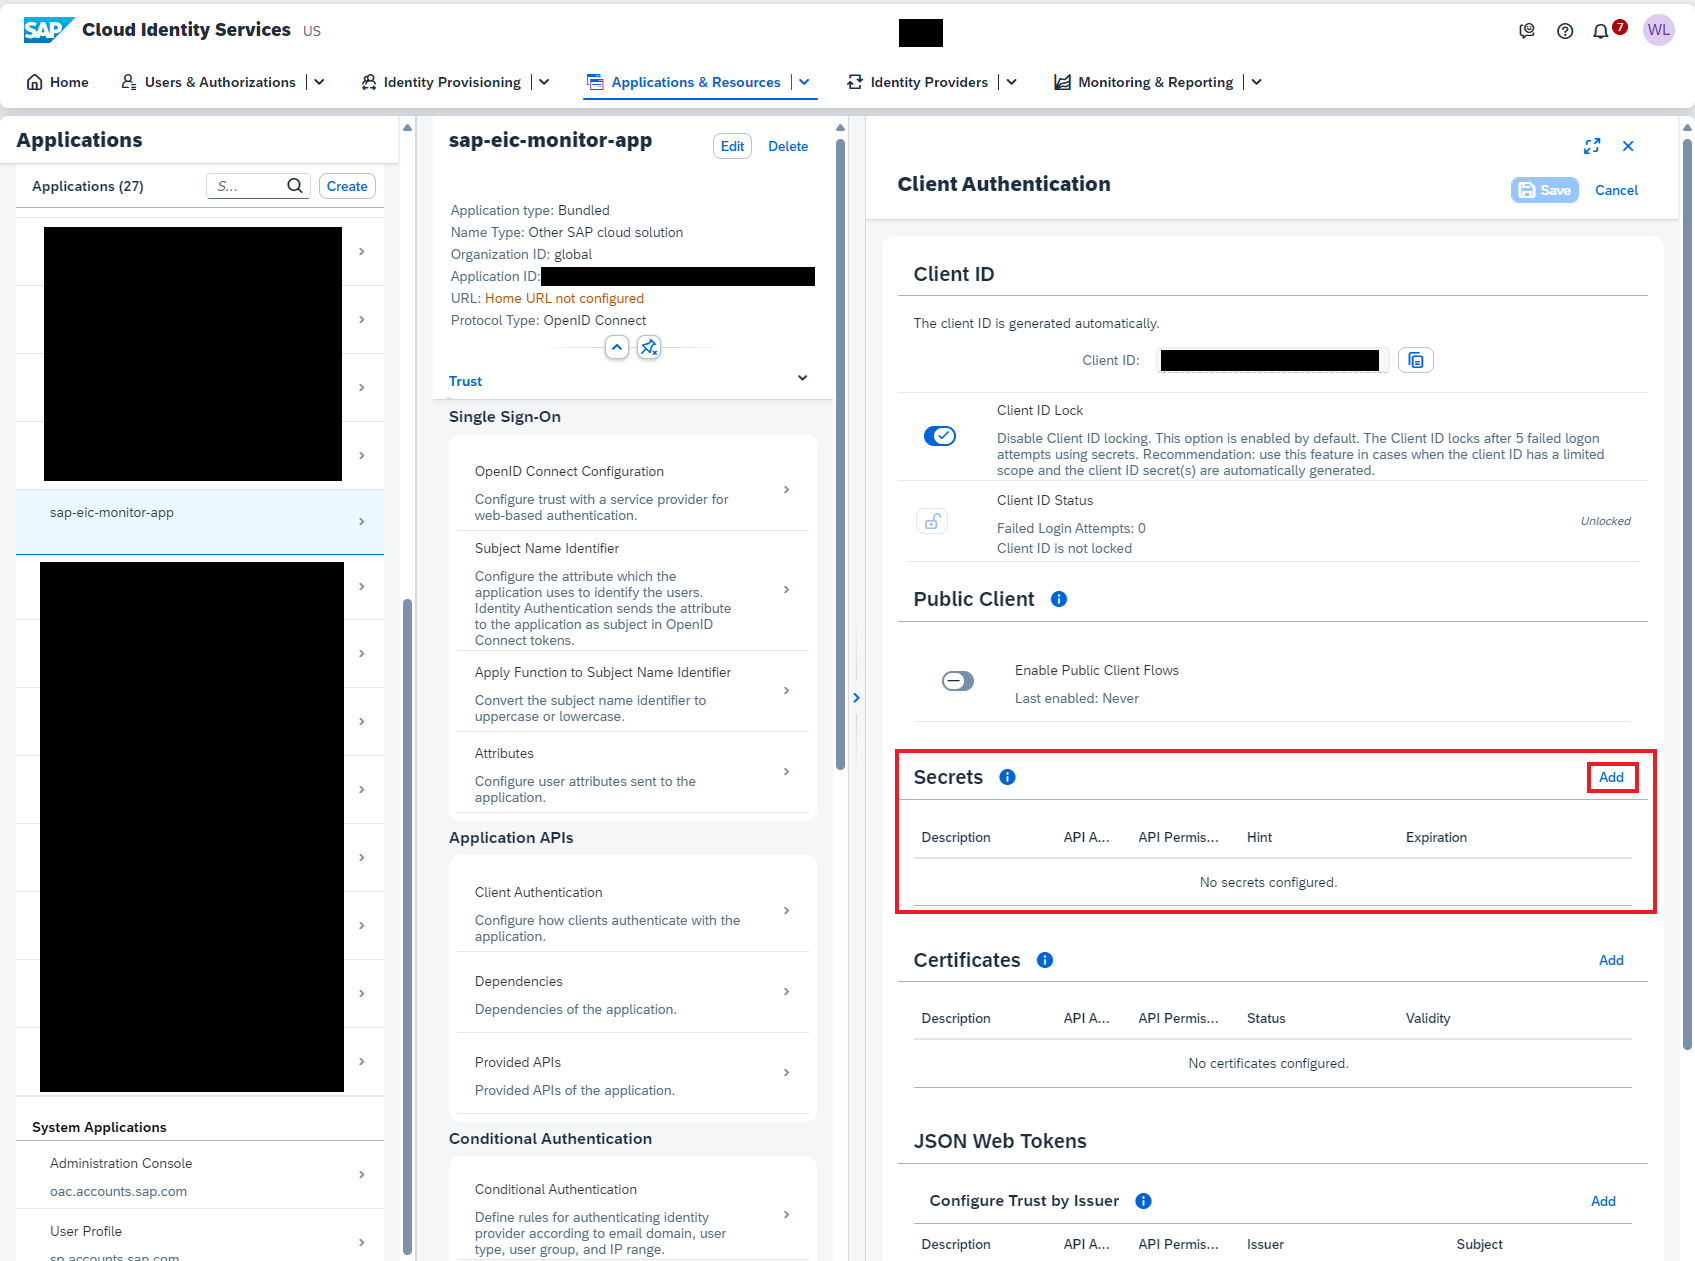 SAP Cloud Identity Services US
7
WL
Home
Users & Authorizations
Identity Provisioning
Applications & Resources
Identity Providers
Monitoring & Reporting
Applications
Applications (27)
S...
Create
sap-eic-monitor-app
System Applications
Administration Console
oac.accounts.sap.com
User Profile
sp.accounts.sap.com
sap-eic-monitor-app
Edit
Delete
Application type: Bundled
Name Type: Other SAP cloud solution
Organization ID: global
Application ID:
URL: Home URL not configured
Protocol Type: OpenID Connect
Trust
Single Sign-On
OpenID Connect Configuration
Configure trust with a service provider for
web-based authentication.
Subject Name Identifier
Configure the attribute which the
application uses to identify the users.
Identity Authentication sends the attribute
to the application as subject in OpenID
Connect tokens.
Apply Function to Subject Name Identifier
Convert the subject name identifier to
uppercase or lowercase.
Attributes
Configure user attributes sent to the
application.
Application APIs
Client Authentication
Configure how clients authenticate with the
application.
Dependencies
Dependencies of the application.
Provided APIs
Provided APIs of the application.
Conditional Authentication
Conditional Authentication
Define rules for authenticating identity
provider according to email domain, user
type, user group, and IP range.
Client Authentication
Save
Cancel
Client ID
The client ID is generated automatically.
Client ID:
Client ID Lock
Disable Client ID locking. This option is enabled by default. The Client ID locks after 5 failed logon
attempts using secrets. Recommendation: use this feature in cases when the client ID has a limited
scope and the client ID secret(s) are automatically generated.
Client ID Status
Failed Login Attempts: 0
Client ID is not locked
Unlocked
Public Client
Enable Public Client Flows
Last enabled: Never
Secrets
Add
Description API A... API Permis... Hint Expiration
No secrets configured.
Certificates
Add
Description API A... API Permis... Status Validity
No certificates configured.
JSON Web Tokens
Configure Trust by Issuer
Add
Description API A... API Permis... Issuer Subject